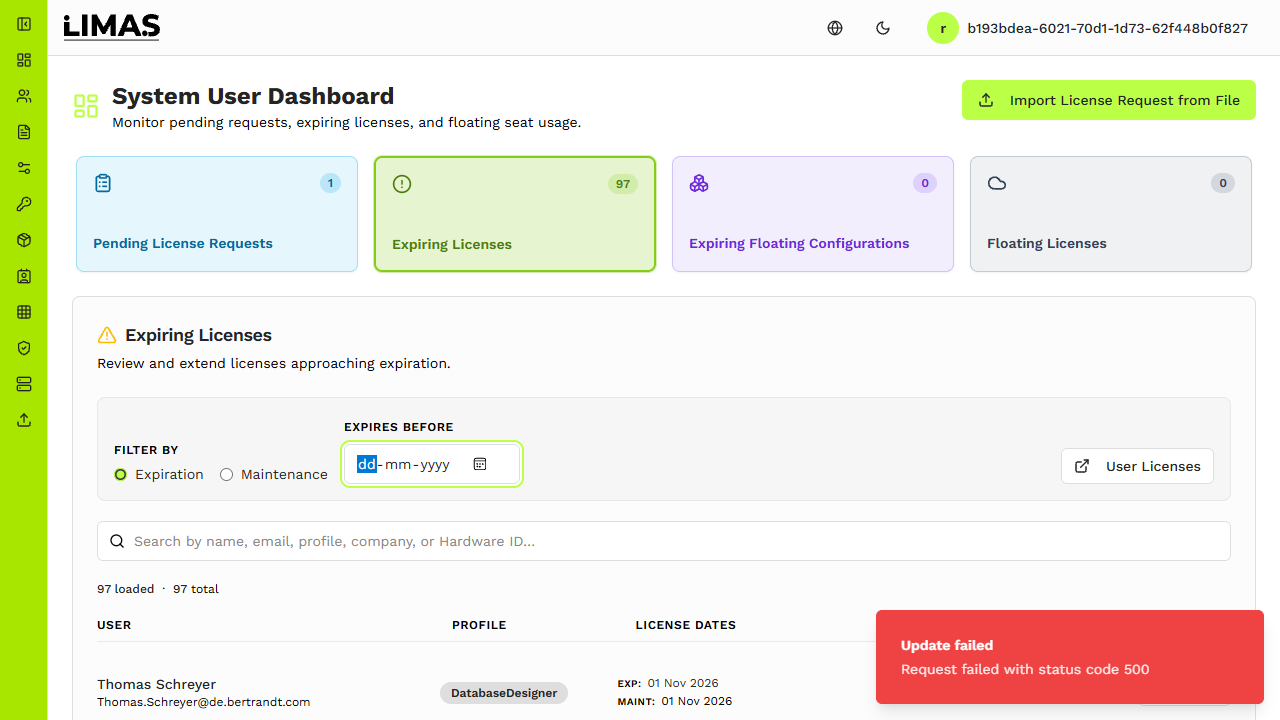 LIMAS
r
b193bdea-6021-70d1-1d73-62f448b0f827
System User Dashboard
Monitor pending requests, expiring licenses, and floating seat usage.
Import License Request from File
1
Pending License Requests
97
Expiring Licenses
0
Expiring Floating Configurations
0
Floating Licenses
Expiring Licenses
Review and extend licenses approaching expiration.
FILTER BY
Expiration
Maintenance
EXPIRES BEFORE
dd-mm-yyyy
User Licenses
Search by name, email, profile, company, or Hardware ID...
97 loaded · 97 total
USER
PROFILE
LICENSE DATES
Thomas Schreyer
Thomas.Schreyer@de.bertrandt.com
DatabaseDesigner
EXP: 01 Nov 2026
MAINT: 01 Nov 2026
Update failed
Request failed with status code 500